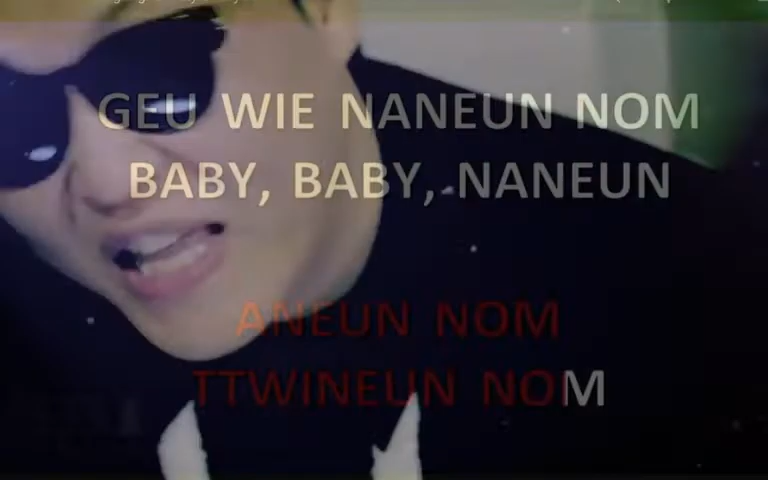 GEU WIE NANEUN NOM
BABY, BABY, NANEUN
ANEUN NOM
TTWINEUN NOM